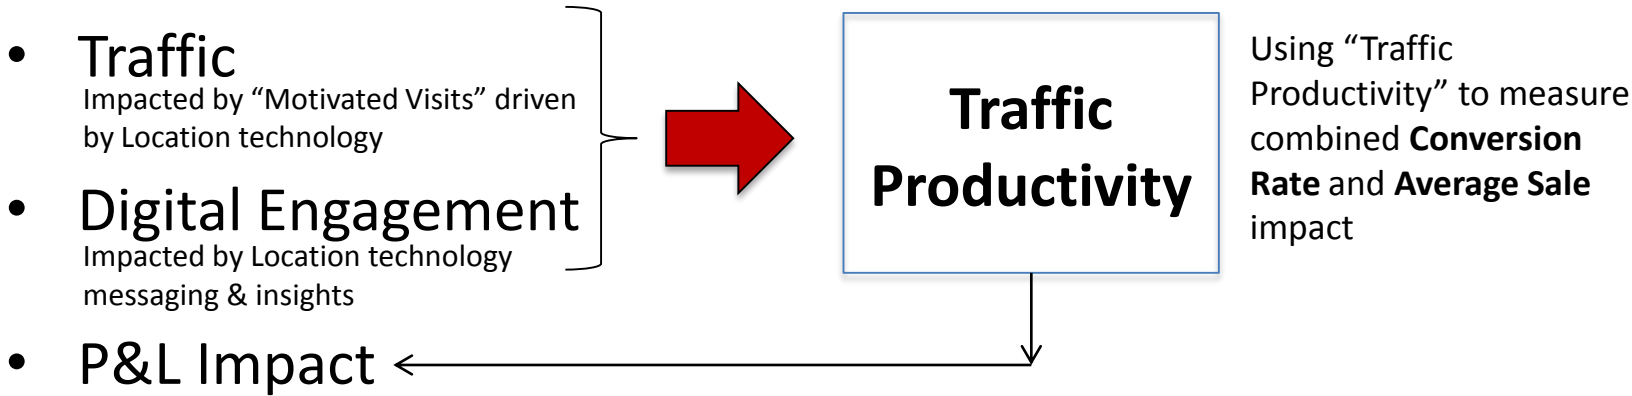 • Traffic
Impacted by “Motivated Visits” driven
by Location technology
• Digital Engagement
Impacted by Location technology
messaging & insights
• P&L Impact
Traffic
Productivity
Using “Traffic
Productivity” to measure
combined Conversion
Rate and Average Sale
impact